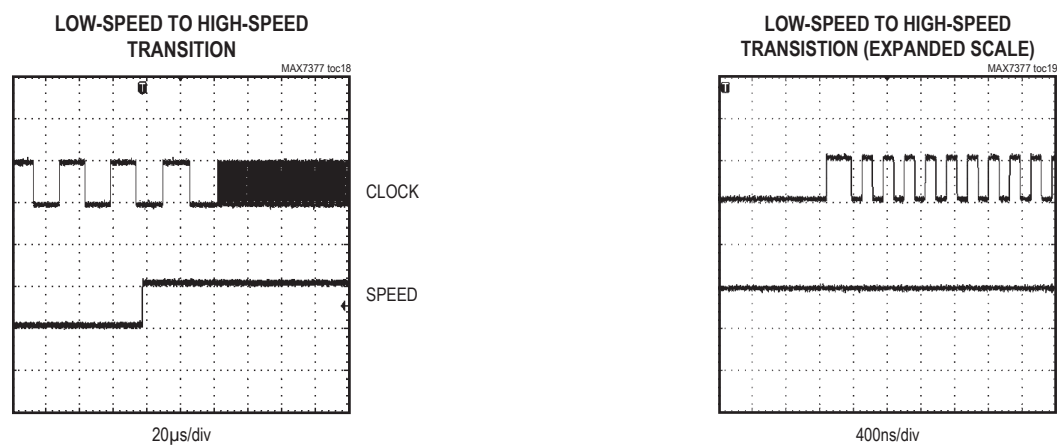 LOW-SPEED TO HIGH-SPEED
TRANSITION
MAX7377 toc18
T
CLOCK
SPEED
20µs/div
LOW-SPEED TO HIGH-SPEED
TRANSISTION (EXPANDED SCALE)
MAX7377 toc19
T
400ns/div